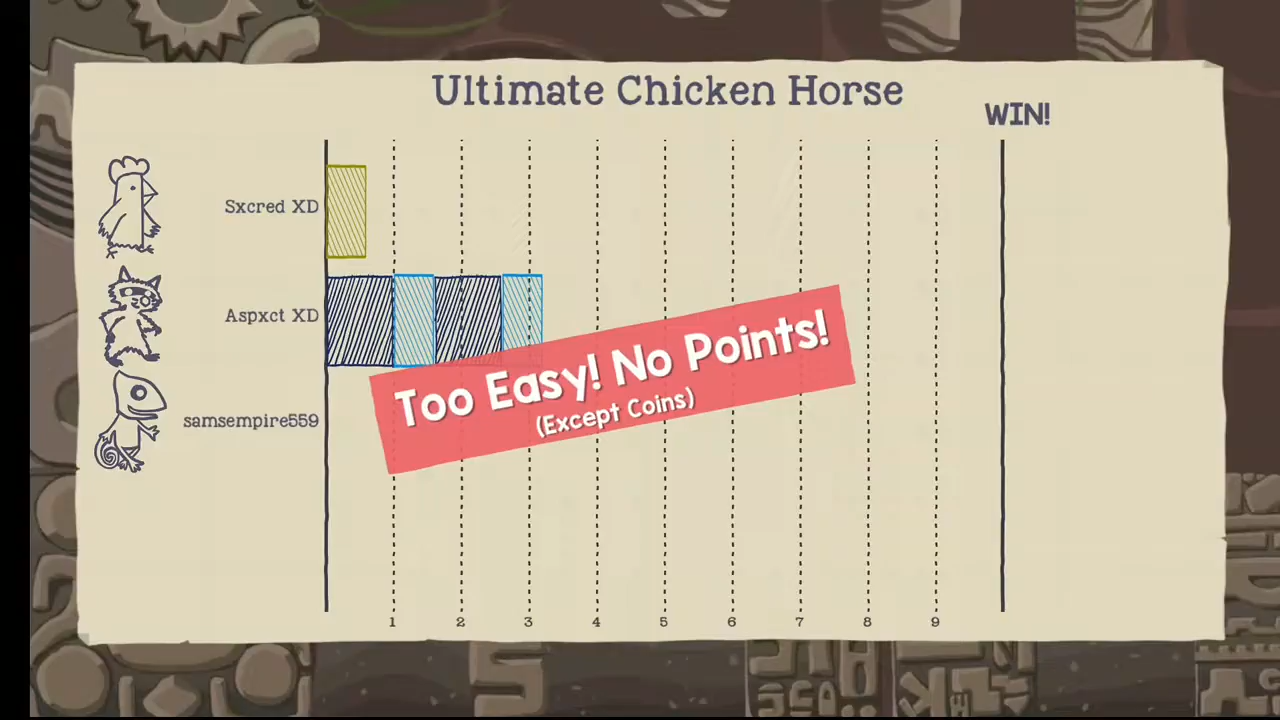 Ultimate Chicken Horse
WIN!
Sxcred XD
Aspxct XD
samsempire559
Too Easy! No Points!
(Except Coins)
1 2 3 4 5 6 7 8 9